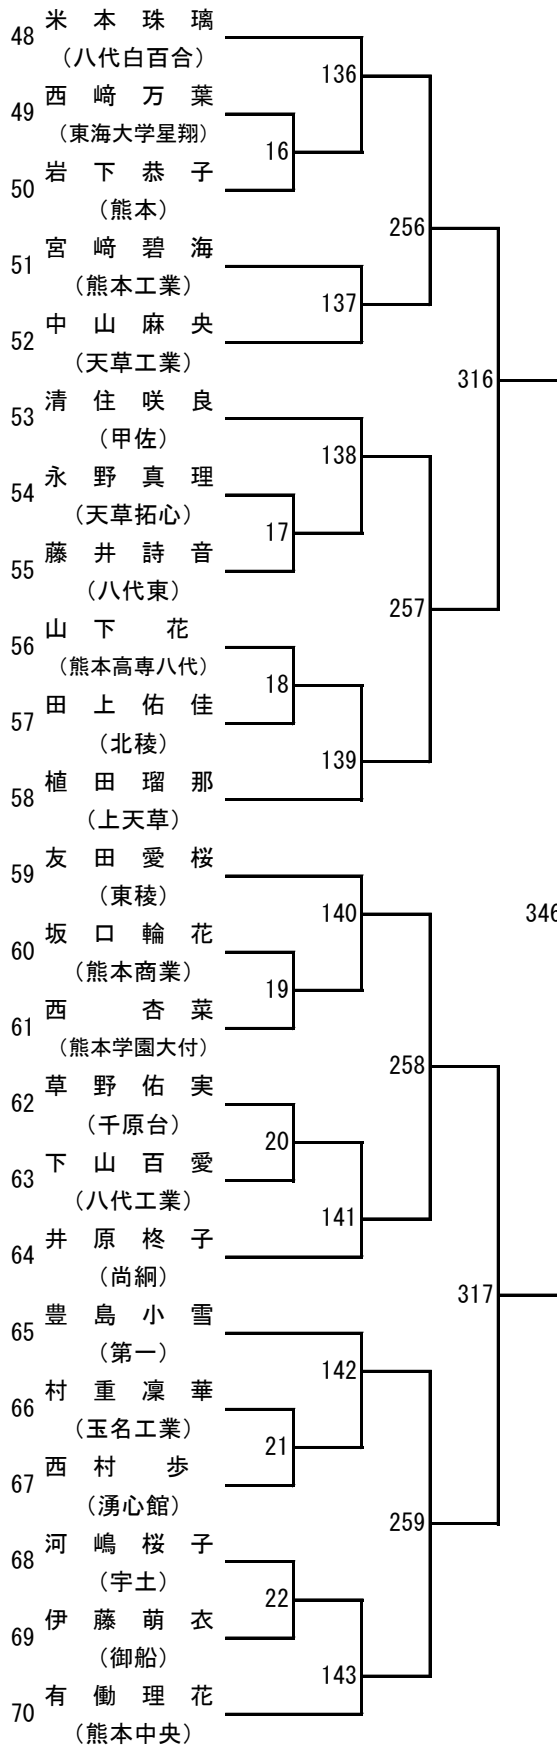 48 米本珠璃
(八代白百合)
136
49 西﨑万葉
(東海大学星翔)
16
50 岩下恭子
(熊本)
256
51 宮﨑碧海
(熊本工業)
137
52 中山麻央
(天草工業)
316
53 清住咲良
(甲佐)
138
54 永野真理
(天草拓心)
17
55 藤井詩音
(八代東)
257
56 山下花
(熊本高専八代)
18
57 田上佑佳
(北稜)
139
58 植田瑠那
(上天草)
59 友田愛桜
(東稜)
140
346
60 坂口輪花
(熊本商業)
19
61 西杏菜
(熊本学園大付)
258
62 草野佑実
(千原台)
20
63 下山百愛
(八代工業)
141
64 井原柊子
(尚絅)
317
65 豊島小雪
(第一)
142
66 村重凜華
(玉名工業)
21
67 西村歩
(湧心館)
259
68 河嶋桜子
(宇土)
22
69 伊藤萌衣
(御船)
143
70 有働理花
(熊本中央)